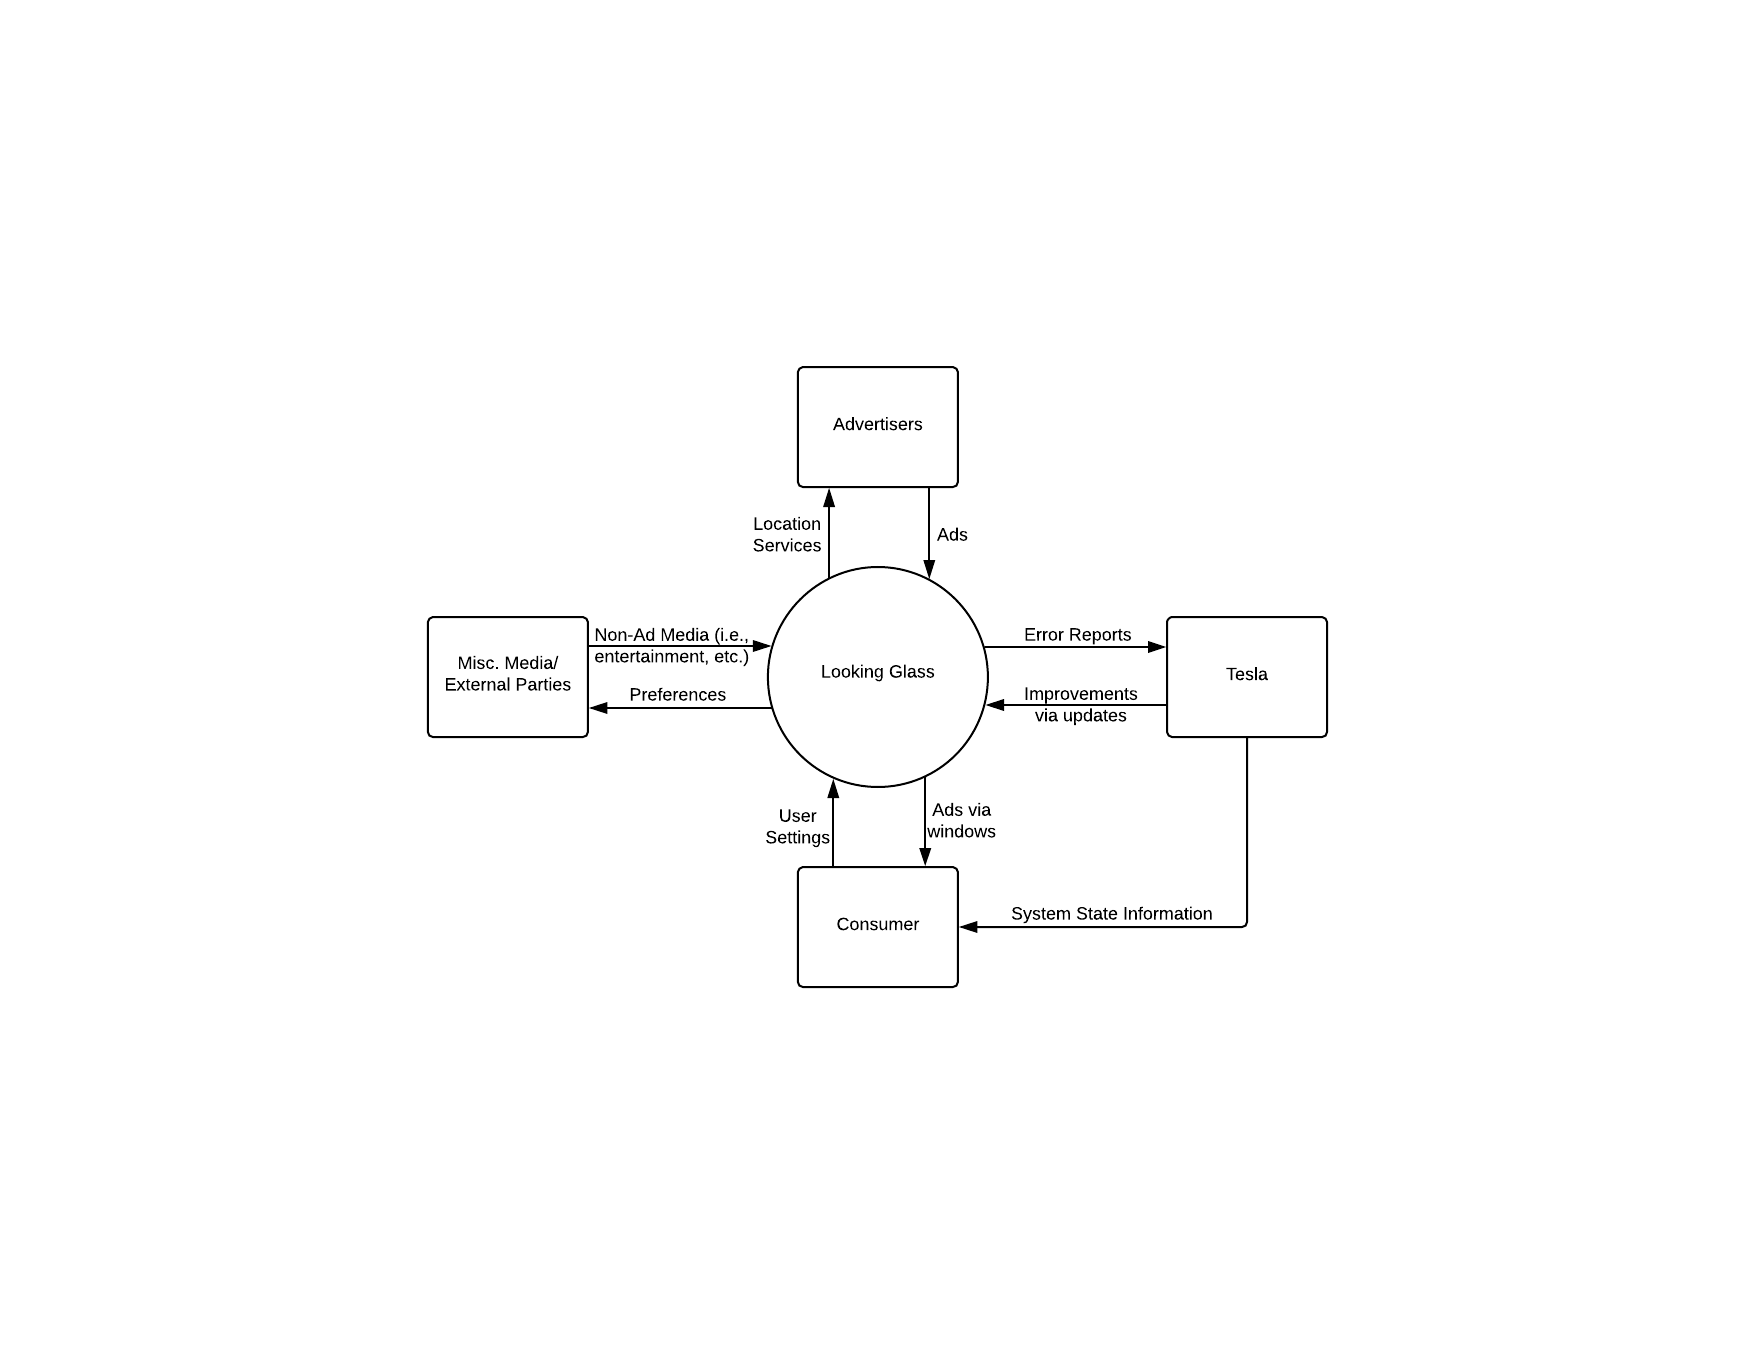 Advertisers
Location
Services
Ads
Non-Ad Media (i.e.,
entertainment, etc.)
Misc. Media/
External Parties
Preferences
Looking Glass
Error Reports
Tesla
Improvements
via updates
User
Settings
Ads via
windows
Consumer
System State Information